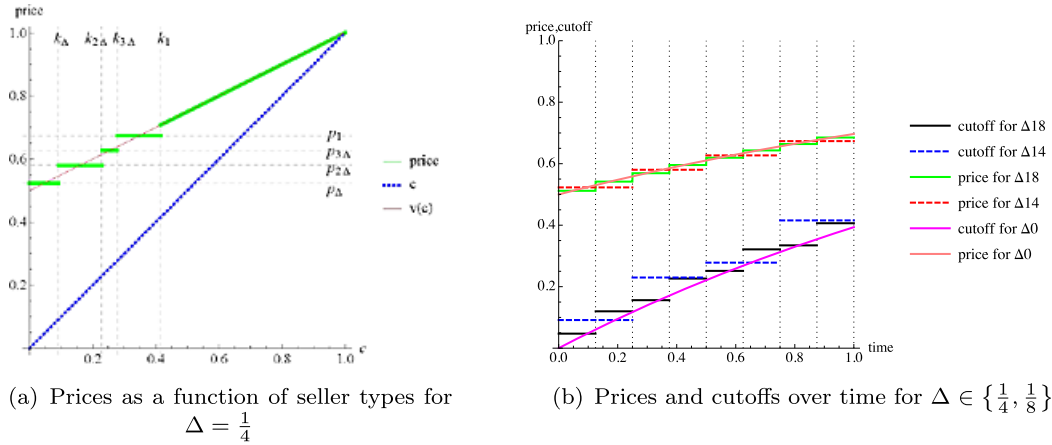 price
1.0
0.8
0.6
0.4
0.2
0.2
0.4
0.6
0.8
1.0
c
k_Δ
k_2Δ
k_3Δ
k_1
p_1
p_3Δ
p_2Δ
p_Δ
price
c
v(c)
(a) Prices as a function of seller types for
Δ = 1/4
price,cutoff
1.0
0.8
0.6
0.4
0.2
0.0
0.0
0.2
0.4
0.6
0.8
1.0
time
cutoff for Δ18
cutoff for Δ14
price for Δ18
price for Δ14
cutoff for Δ0
price for Δ0
(b) Prices and cutoffs over time for Δ ∈ {1/4, 1/8}